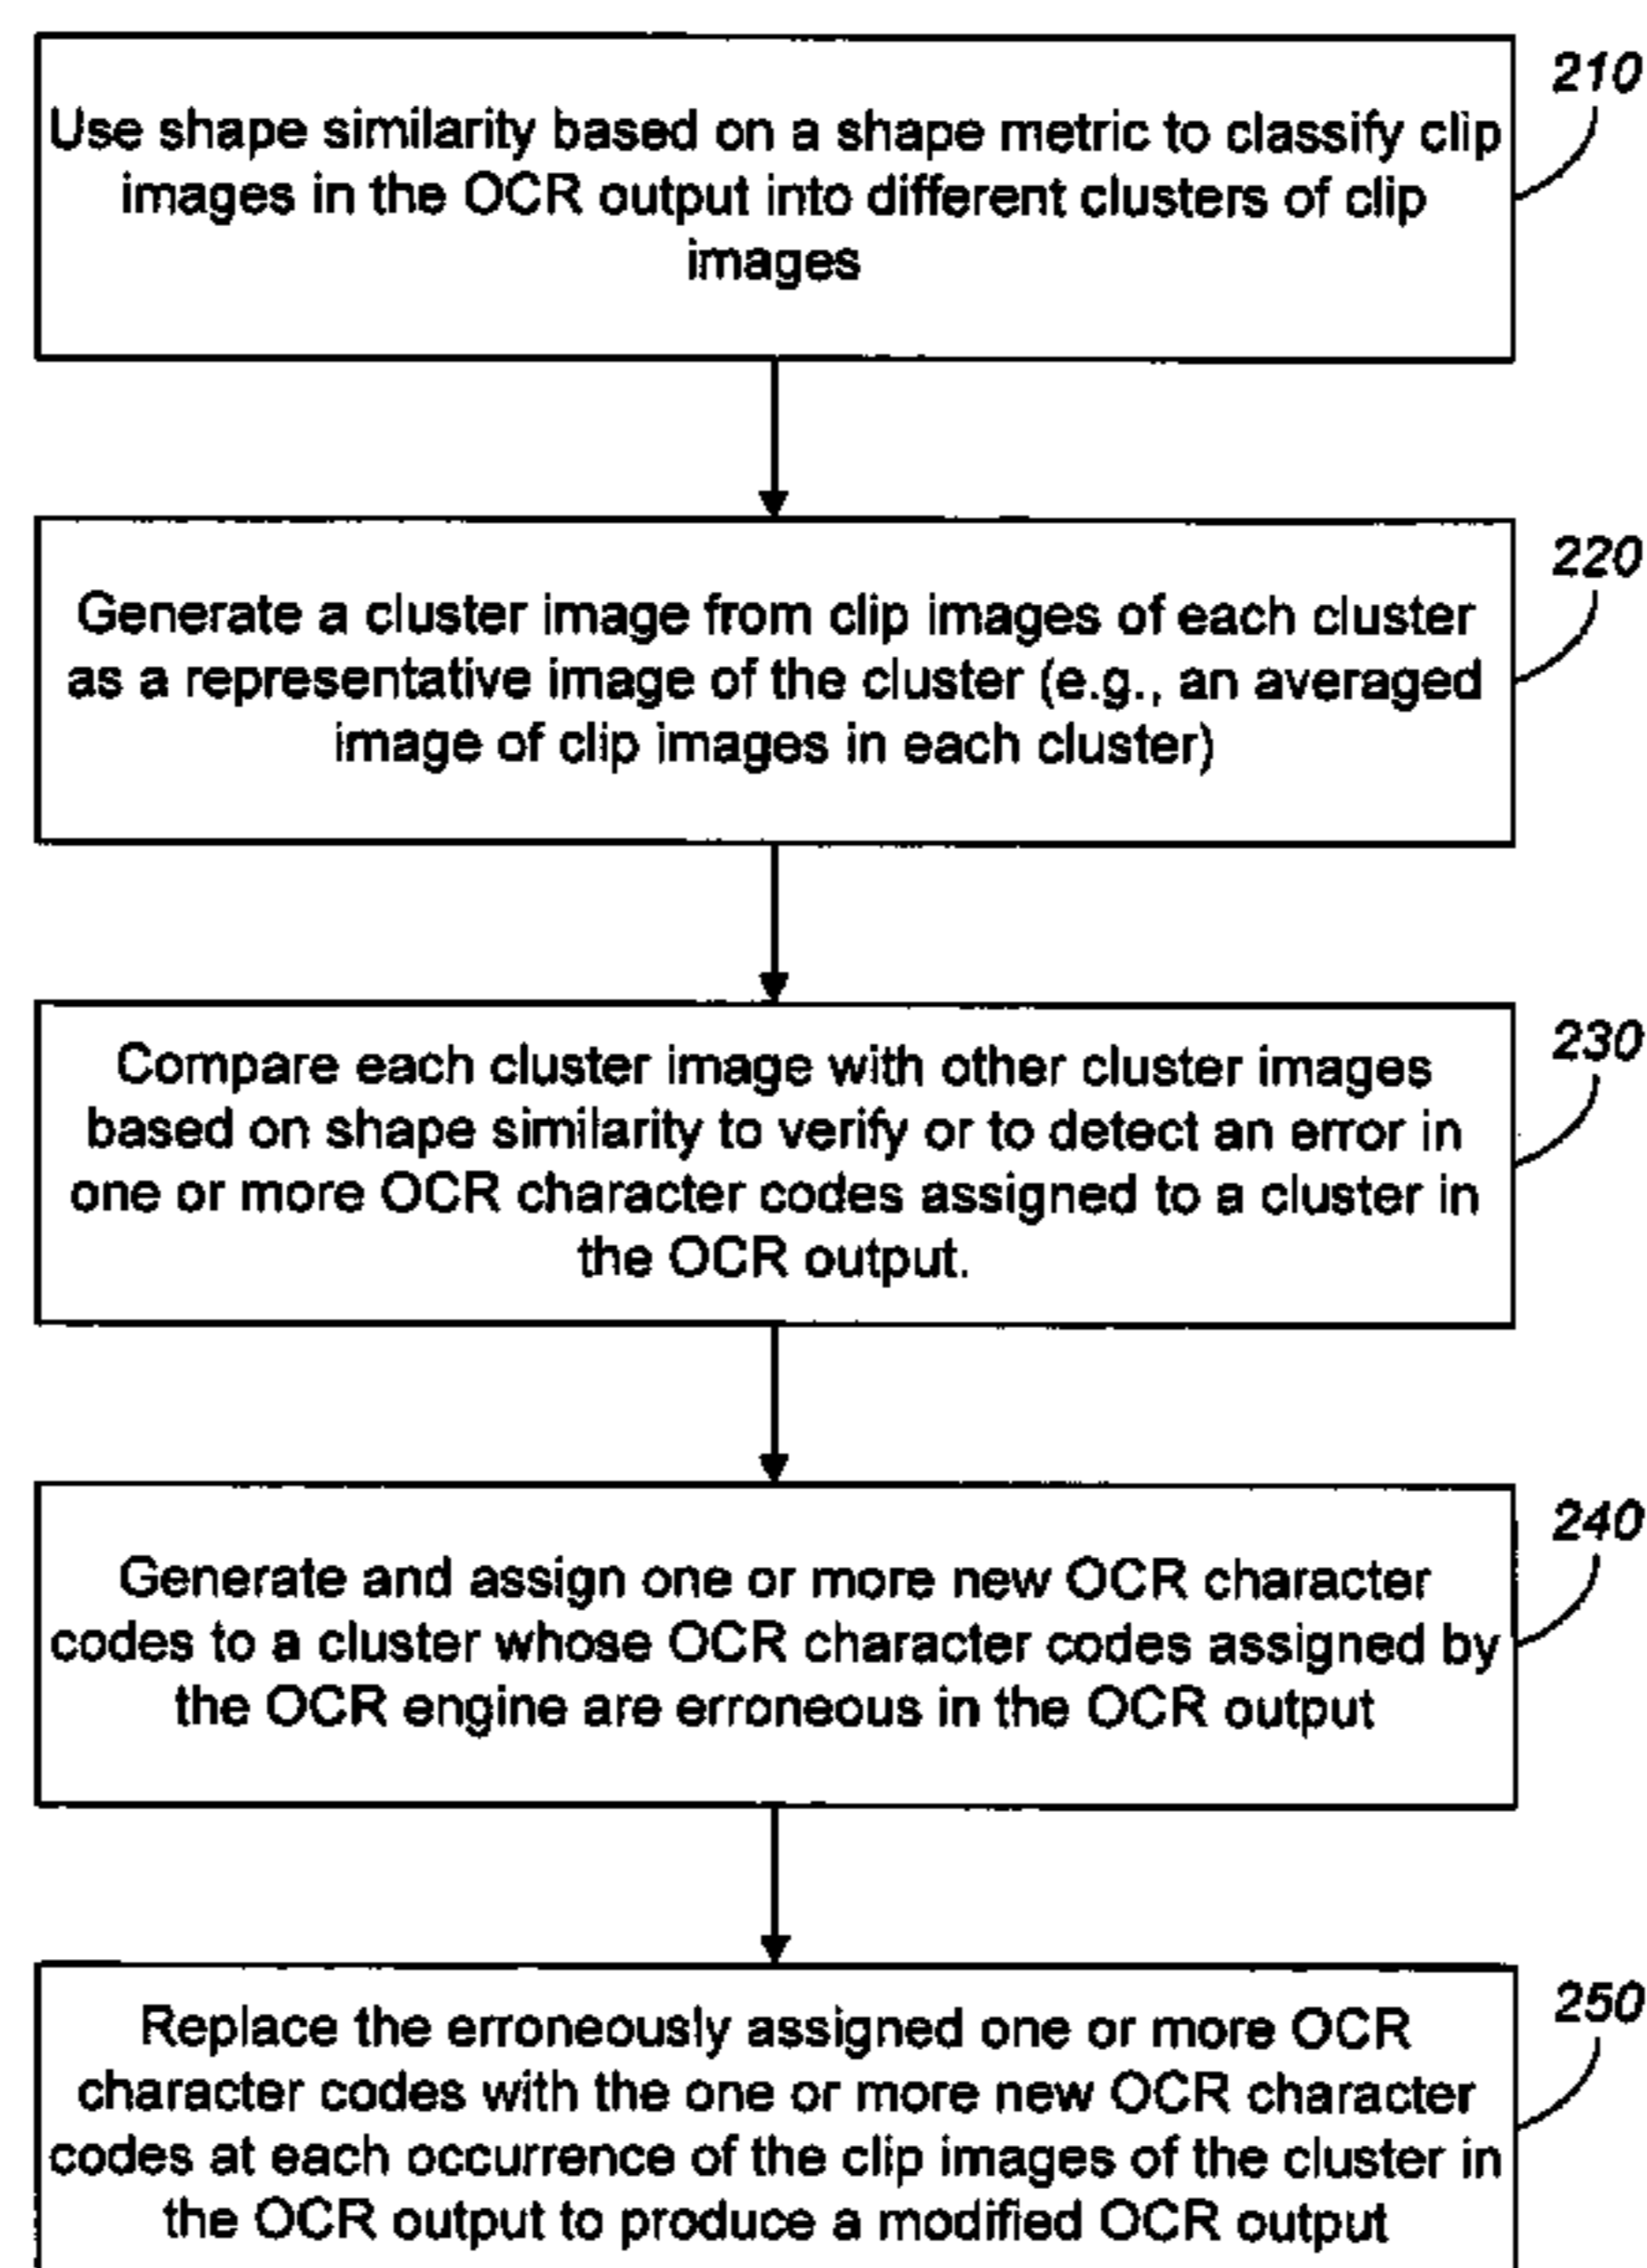 210
Use shape similarity based on a shape metric to classify clip
images in the OCR output into different clusters of clip
images
220
Generate a cluster image from clip images of each cluster
as a representative image of the cluster (e.g., an averaged
image of clip images in each cluster)
230
Compare each cluster image with other cluster images
based on shape similarity to verify or to detect an error in
one or more OCR character codes assigned to a cluster in
the OCR output.
240
Generate and assign one or more new OCR character
codes to a cluster whose OCR character codes assigned by
the OCR engine are erroneous in the OCR output
250
Replace the erroneously assigned one or more OCR
character codes with the one or more new OCR character
codes at each occurrence of the clip images of the cluster in
the OCR output to produce a modified OCR output